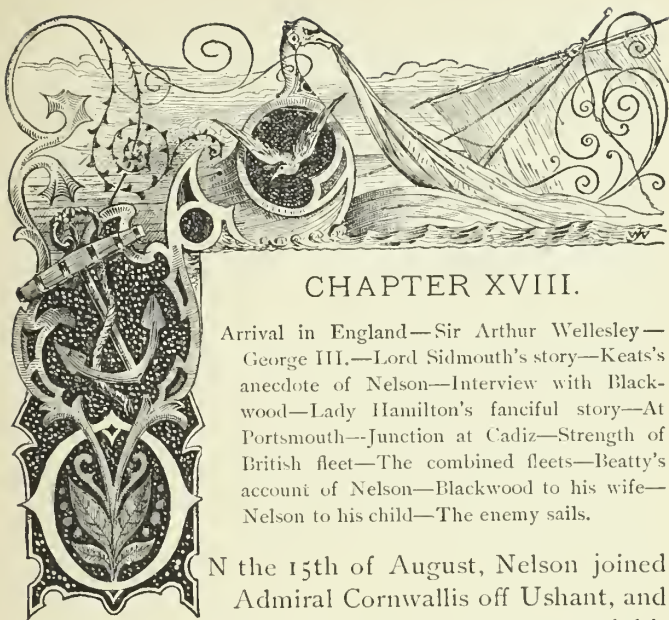 CHAPTER XVIII.
Arrival in England—Sir Arthur Wellesley—
George III.—Lord Sidmouth's story—Keats's
anecdote of Nelson—Interview with Black-
wood—Lady Hamilton's fanciful story—At
Portsmouth—Junction at Cadiz—Strength of
British fleet—The combined fleets—Beatty's
account of Nelson—Blackwood to his wife—
Nelson to his child—The enemy sails.
ON the 15th of August, Nelson joined
Admiral Cornwallis off Ushant, and